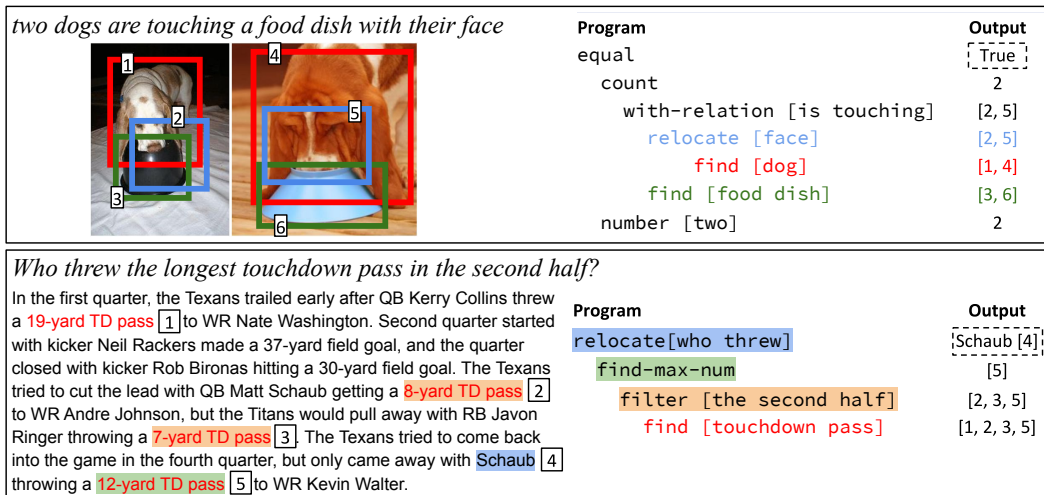 two dogs are touching a food dish with their face
1
2
3
4
5
6
Program Output
equal True
count 2
with-relation [is touching] [2, 5]
relocate [face] [2, 5]
find [dog] [1, 4]
find [food dish] [3, 6]
number [two] 2
Who threw the longest touchdown pass in the second half?
In the first quarter, the Texans trailed early after QB Kerry Collins threw
a 19-yard TD pass 1 to WR Nate Washington. Second quarter started
with kicker Neil Rackers made a 37-yard field goal, and the quarter
closed with kicker Rob Bironas hitting a 30-yard field goal. The Texans
tried to cut the lead with QB Matt Schaub getting a 8-yard TD pass 2
to WR Andre Johnson, but the Titans would pull away with RB Javon
Ringer throwing a 7-yard TD pass 3. The Texans tried to come back
into the game in the fourth quarter, but only came away with Schaub 4
throwing a 12-yard TD pass 5 to WR Kevin Walter.
Program Output
relocate[who threw] Schaub [4]
find-max-num [5]
filter [the second half] [2, 3, 5]
find [touchdown pass] [1, 2, 3, 5]